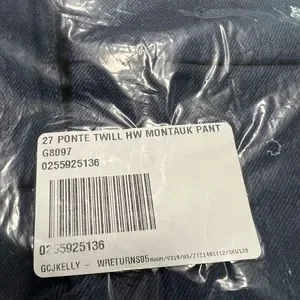 27 PONTE TWILL HW MONTAUK PANT
G8097
0255925136
0255925136
GCJKELLY - WRETURNS05